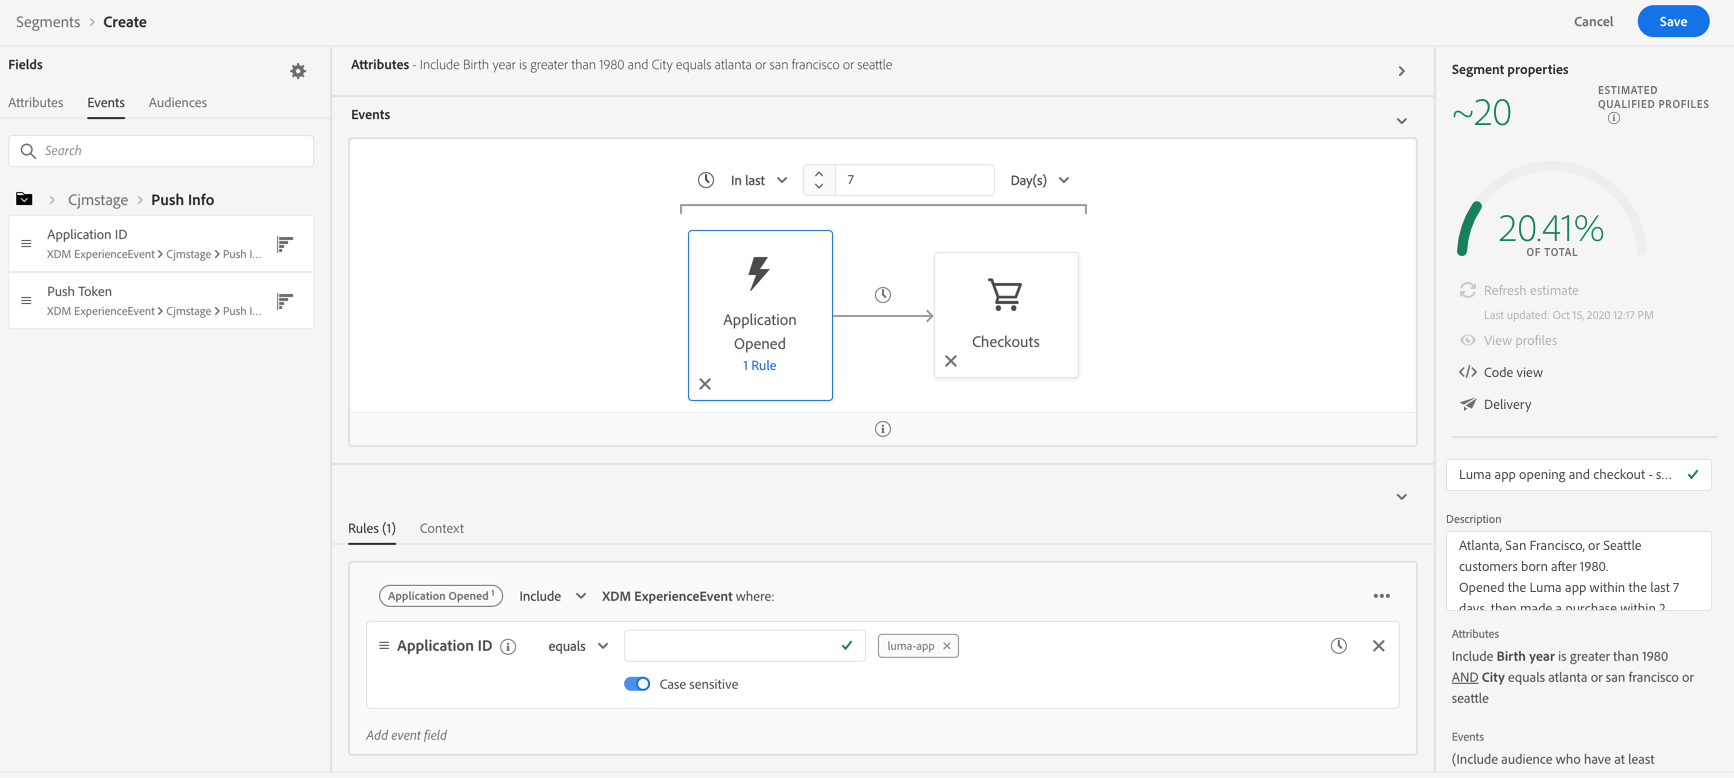 Segments > Create
Cancel
Save
Fields
Attributes
Events
Audiences
Search
Cjmstage > Push Info
Application ID
XDM ExperienceEvent > Cjmstage > Push I...
Push Token
XDM ExperienceEvent > Cjmstage > Push I...
Attributes - Include Birth year is greater than 1980 and City equals atlanta or san francisco or seattle
Events
In last
7
Day(s)
Application
Opened
1 Rule
Checkouts
Rules (1)
Context
Application Opened 1
Include
XDM ExperienceEvent where:
Application ID
equals
luma-app
Case sensitive
Add event field
Segment properties
~20
ESTIMATED
QUALIFIED PROFILES
20.41%
OF TOTAL
Refresh estimate
Last updated: Oct 15, 2020 12:17 PM
View profiles
Code view
Delivery
Luma app opening and checkout - s...
Description
Atlanta, San Francisco, or Seattle
customers born after 1980.
Opened the Luma app within the last 7
days, then made a purchase within 2
Attributes
Include Birth year is greater than 1980
AND City equals atlanta or san francisco or
seattle
Events
(Include audience who have at least